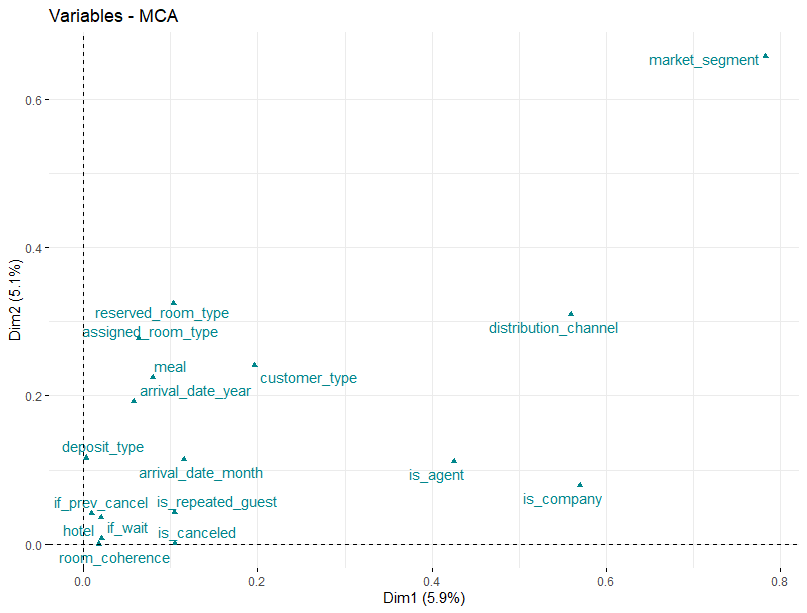 Variables - MCA
market_segment
0.6
0.4
reserved_room_type
assigned_room_type
distribution_channel
meal
customer_type
arrival_date_year
0.2
deposit_type
arrival_date_month
is_agent
is_company
if_prev_cancel
is_repeated_guest
hotel
if_wait
is_canceled
0.0
room_coherence
Dim2 (5.1%)
0.0
0.2
0.4
0.6
0.8
Dim1 (5.9%)